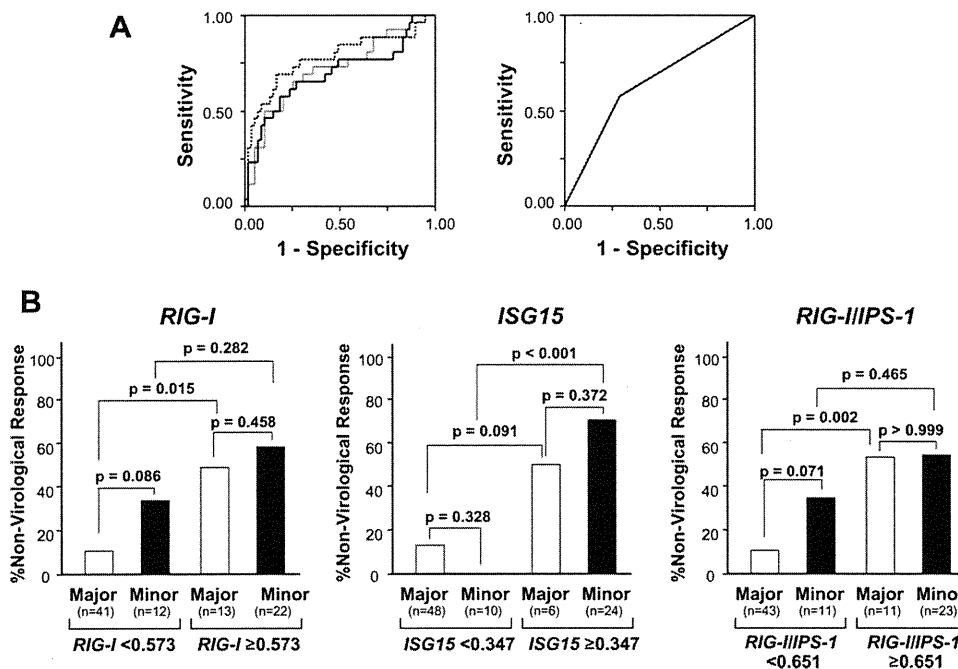 A
Sensitivity
1.00
0.50
0.00
0.00
0.50
1.00
1 - Specificity
Sensitivity
1.00
0.50
0.00
0.00
0.50
1.00
1 - Specificity
B
RIG-I
%Non-Virological Response
100
80
60
40
20
0
p = 0.282
p = 0.015
p = 0.458
p = 0.086
Major Minor Major Minor
(n=41) (n=12) (n=13) (n=22)
RIG-I <0.573 RIG-I ≥0.573
ISG15
%Non-Virological Response
100
80
60
40
20
0
p < 0.001
p = 0.372
p = 0.091
p = 0.328
Major Minor Major Minor
(n=48) (n=10) (n=6) (n=24)
ISG15 <0.347 ISG15 ≥0.347
RIG-I/IPS-1
%Non-Virological Response
100
80
60
40
20
0
p = 0.465
p = 0.002
p > 0.999
p = 0.071
Major Minor Major Minor
(n=43) (n=11) (n=11) (n=23)
RIG-I/IPS-1 RIG-I/IPS-1
<0.651 ≥0.651